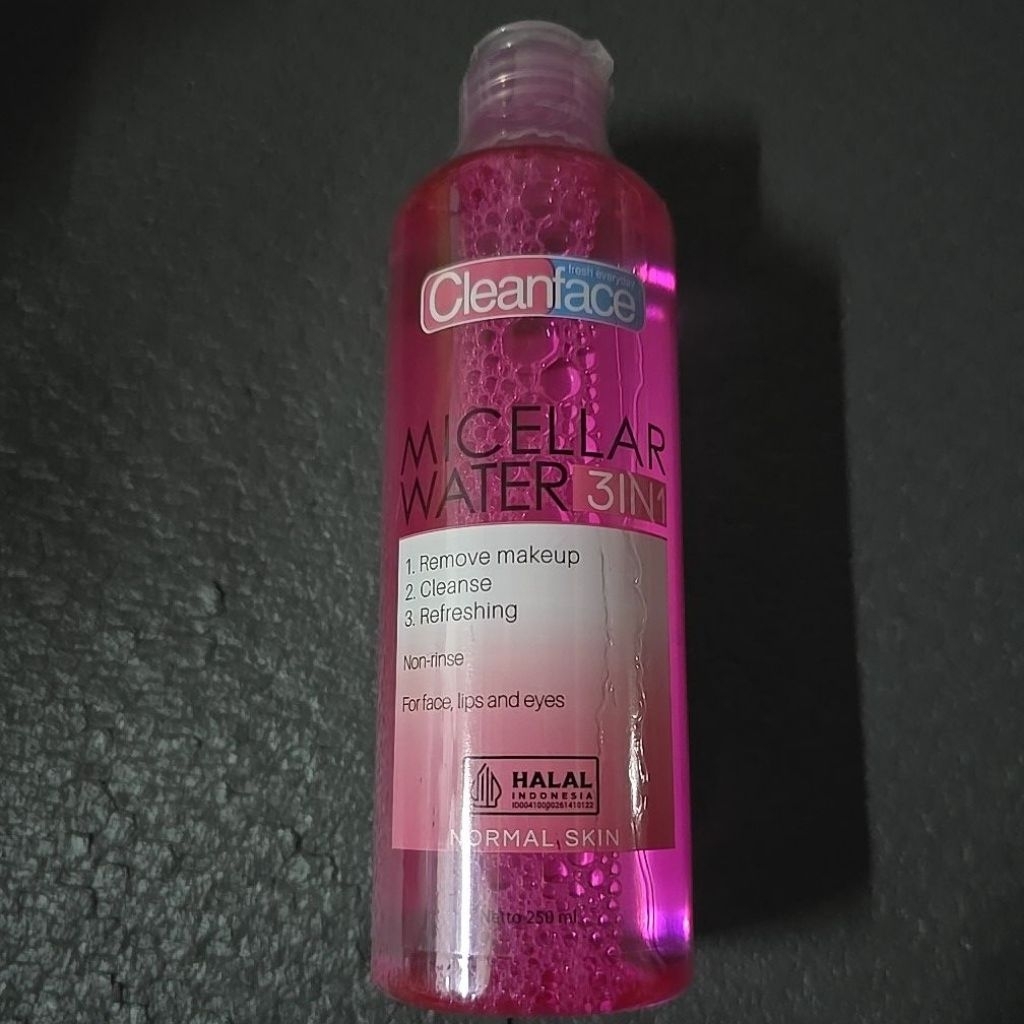 fresh everyday
Cleanface
MICELLAR
WATER 3IN1
1. Remove makeup
2. Cleanse
3. Refreshing
Non-rinse
For face, lips and eyes
HALAL
INDONESIA
ID00410000261410122
NORMAL SKIN
Netto 250 ml